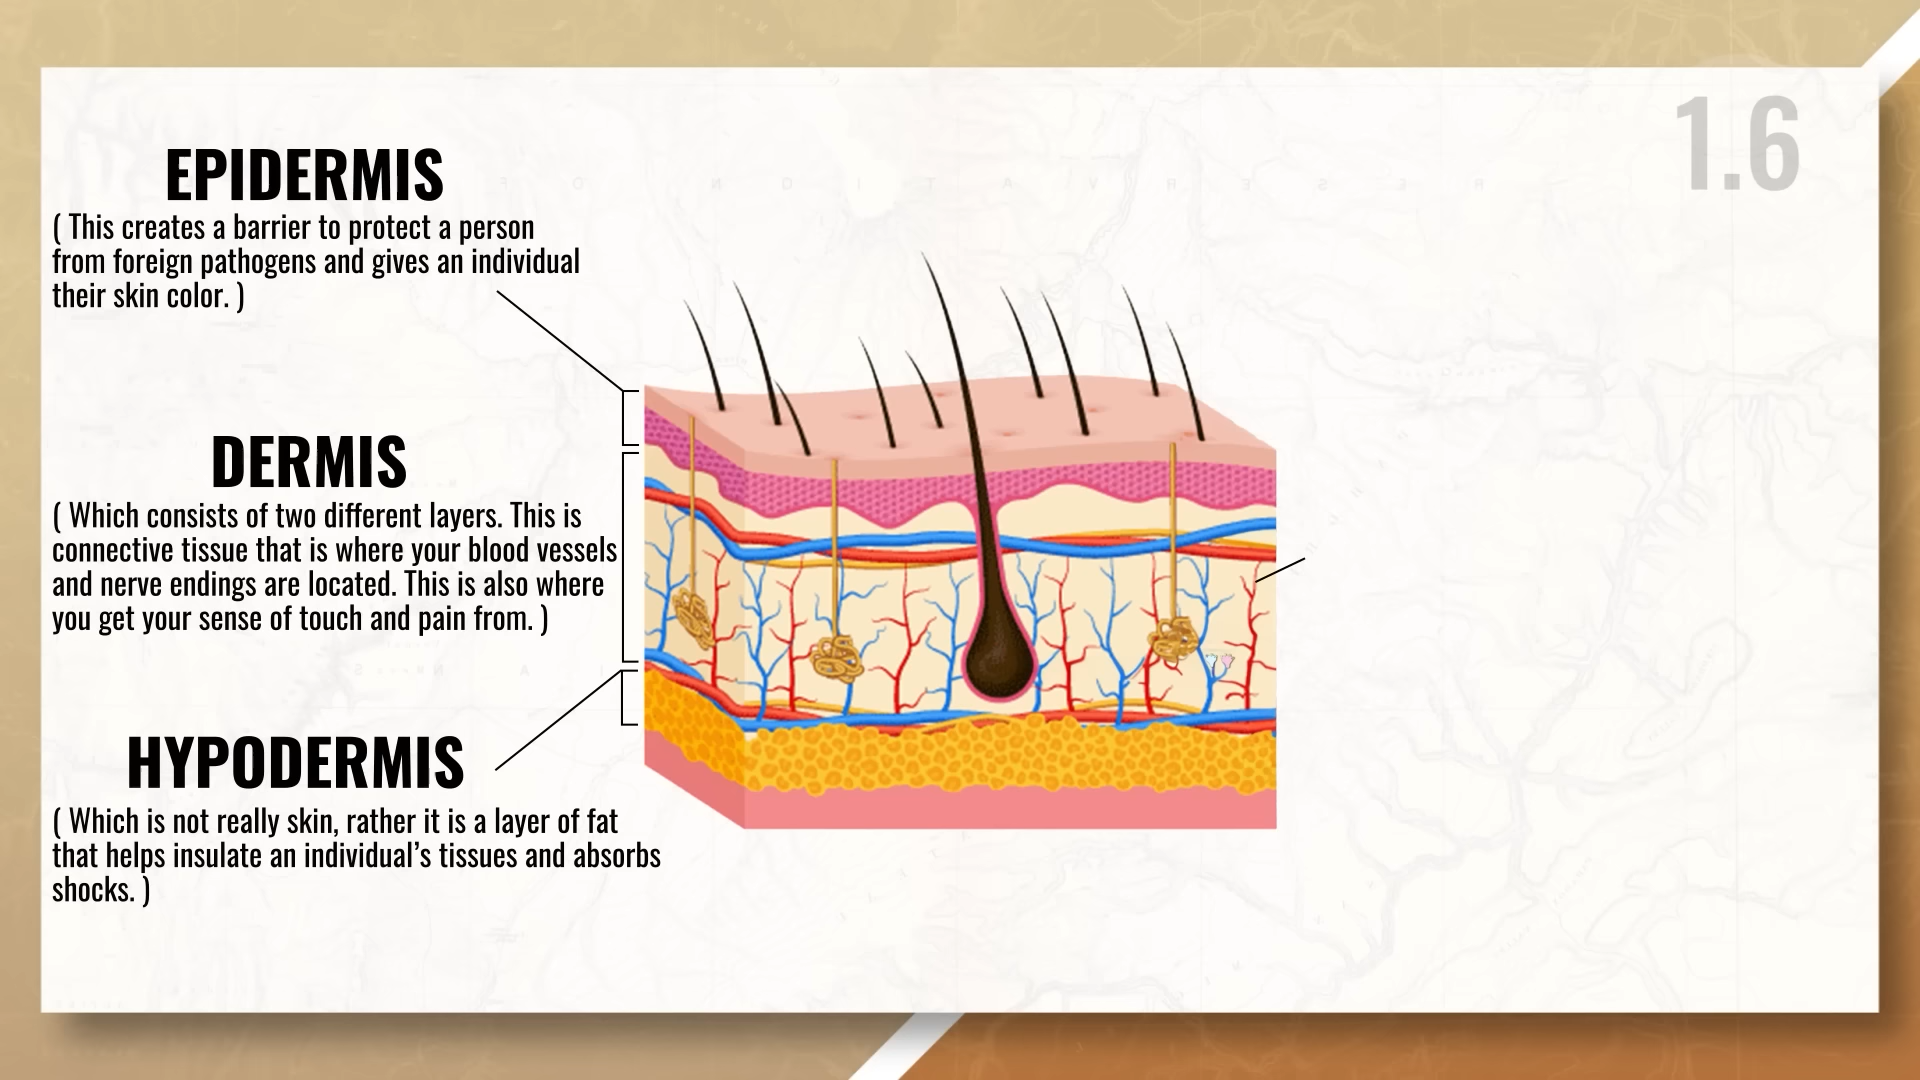 1.6
EPIDERMIS
( This creates a barrier to protect a person
from foreign pathogens and gives an individual
their skin color. )
DERMIS
( Which consists of two different layers. This is
connective tissue that is where your blood vessels
and nerve endings are located. This is also where
you get your sense of touch and pain from. )
HYPODERMIS
( Which is not really skin, rather it is a layer of fat
that helps insulate an individual’s tissues and absorbs
shocks. )